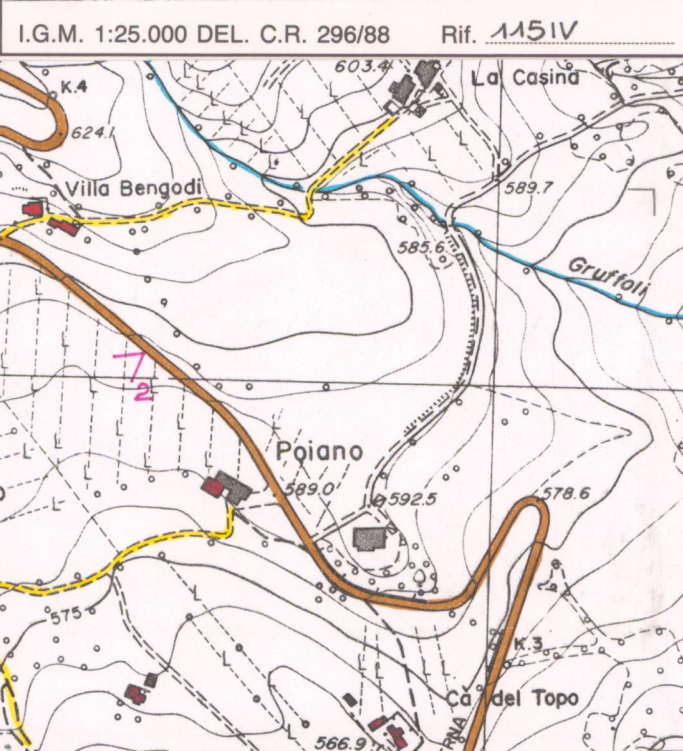 I.G.M. 1:25.000 DEL. C.R. 296/88 Rif. 115IV
603.4
La Casina
K.4
624.1
Villa Bengodi
589.7
585.6
Gruffoli
2
Poiano
589.0
592.5
578.6
575
K.3
Cà del Topo
566.9